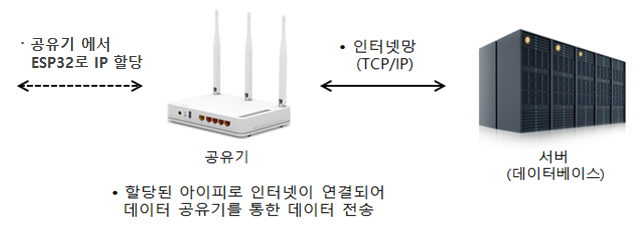 · 공유기 에서
ESP32로 IP 할당
• 인터넷망
(TCP/IP)
공유기
서버
(데이터베이스)
• 할당된 아이피로 인터넷이 연결되어
데이터 공유기를 통한 데이터 전송